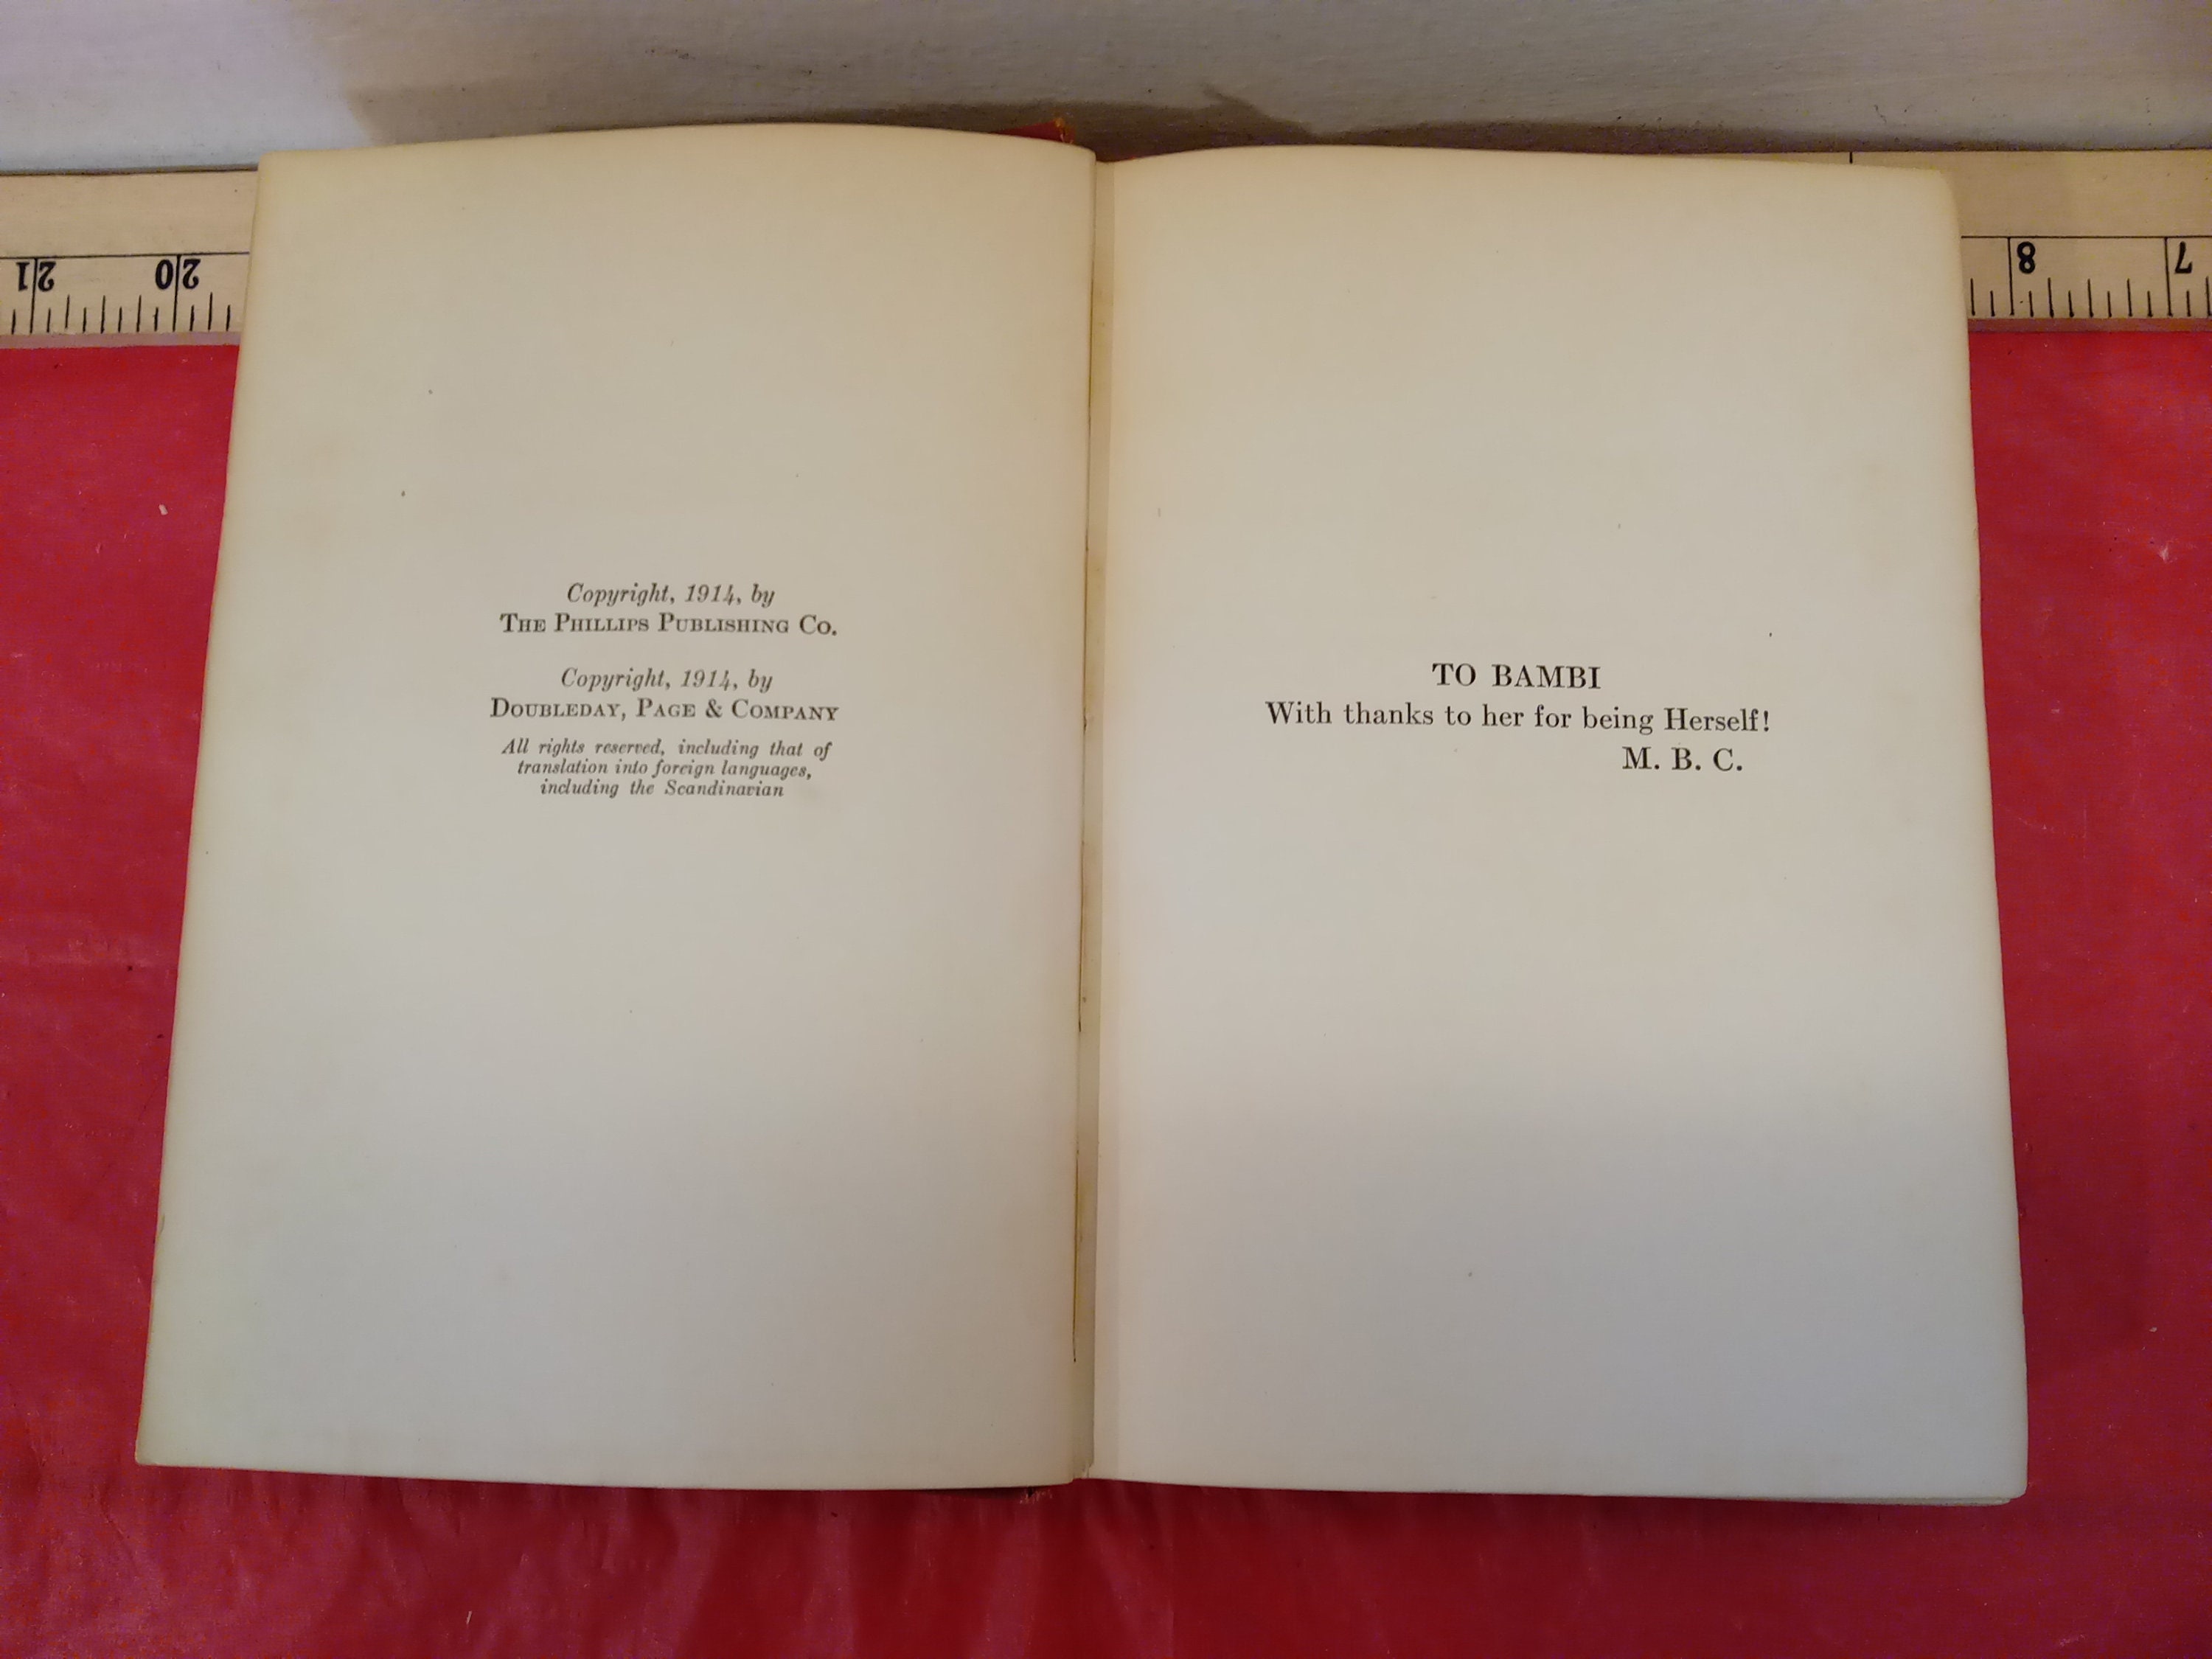 21
20
8
7
Copyright, 1914, by
THE PHILLIPS PUBLISHING CO.
Copyright, 1914, by
DOUBLEDAY, PAGE & COMPANY
All rights reserved, including that of
translation into foreign languages,
including the Scandinavian
TO BAMBI
With thanks to her for being Herself!
M. B. C.